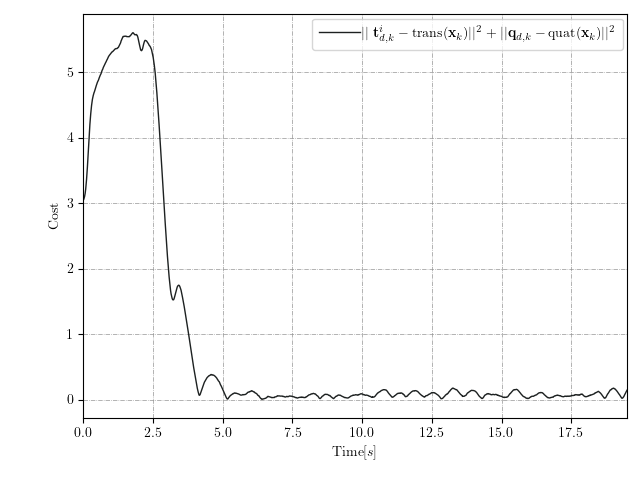 || t^i_{d,k} − trans(x_k)||^2 + ||q_{d,k} − quat(x_k)||^2
5
4
3
2
1
0
Cost
0.0 2.5 5.0 7.5 10.0 12.5 15.0 17.5
Time[s]